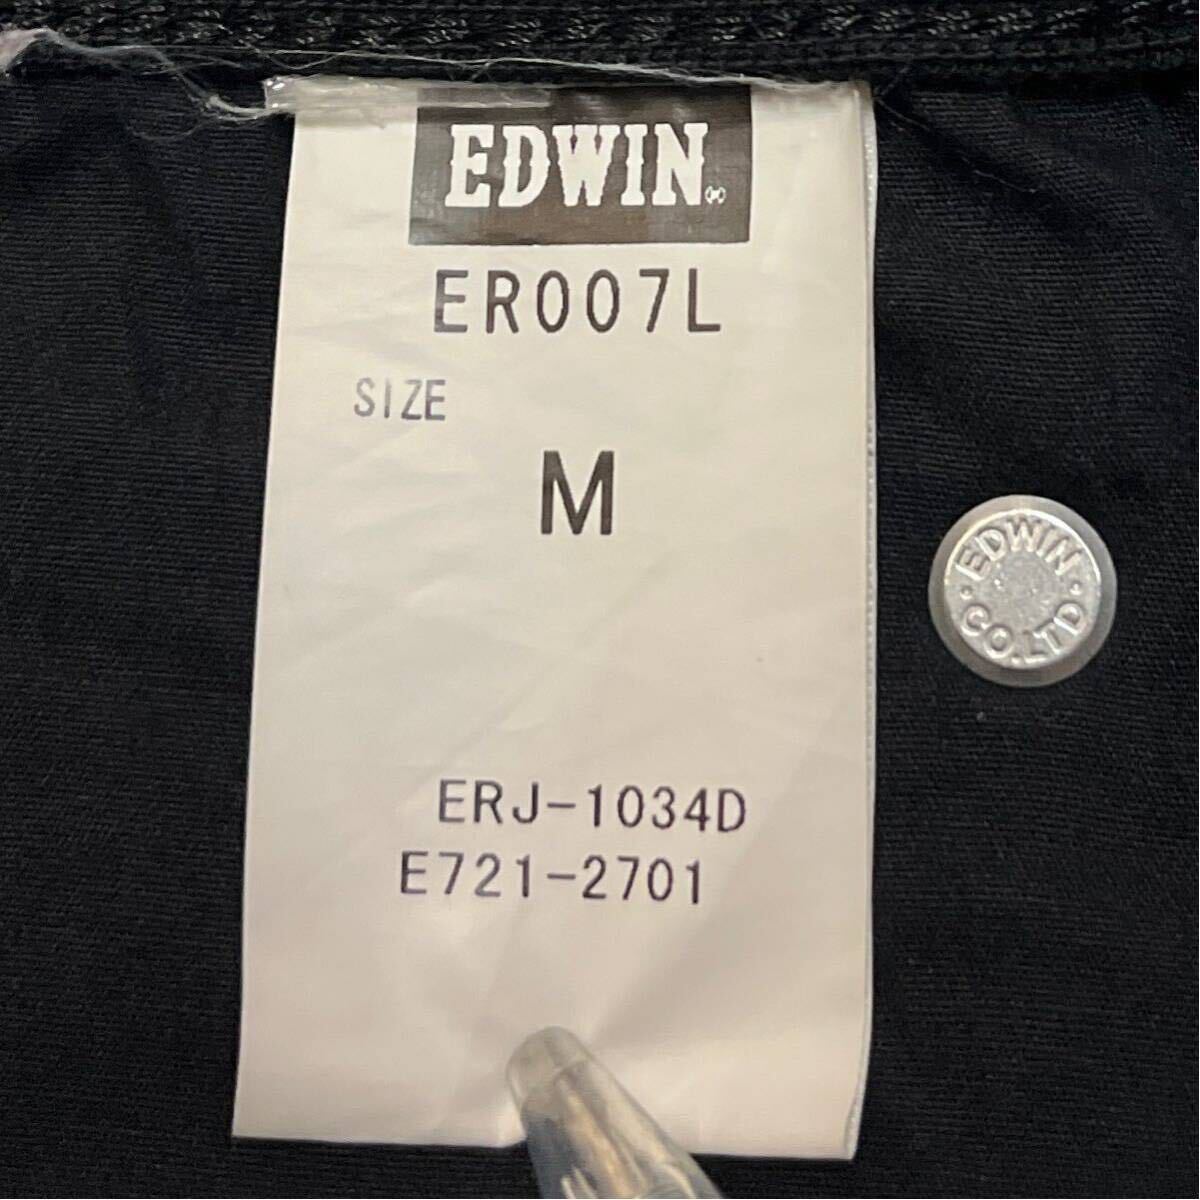 EDWIN
ER007L
SIZE
M
EDWIN
CO.LTD
ERJ-1034D
E721-2701